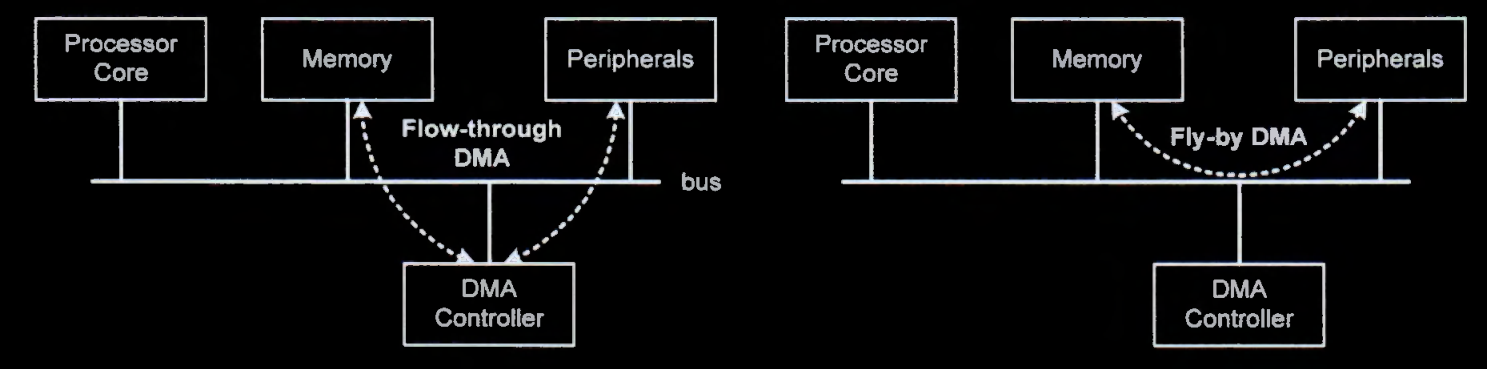 Processor
Core
Memory
Peripherals
Flow-through
DMA
bus
DMA
Controller
Processor
Core
Memory
Peripherals
Fly-by DMA
DMA
Controller